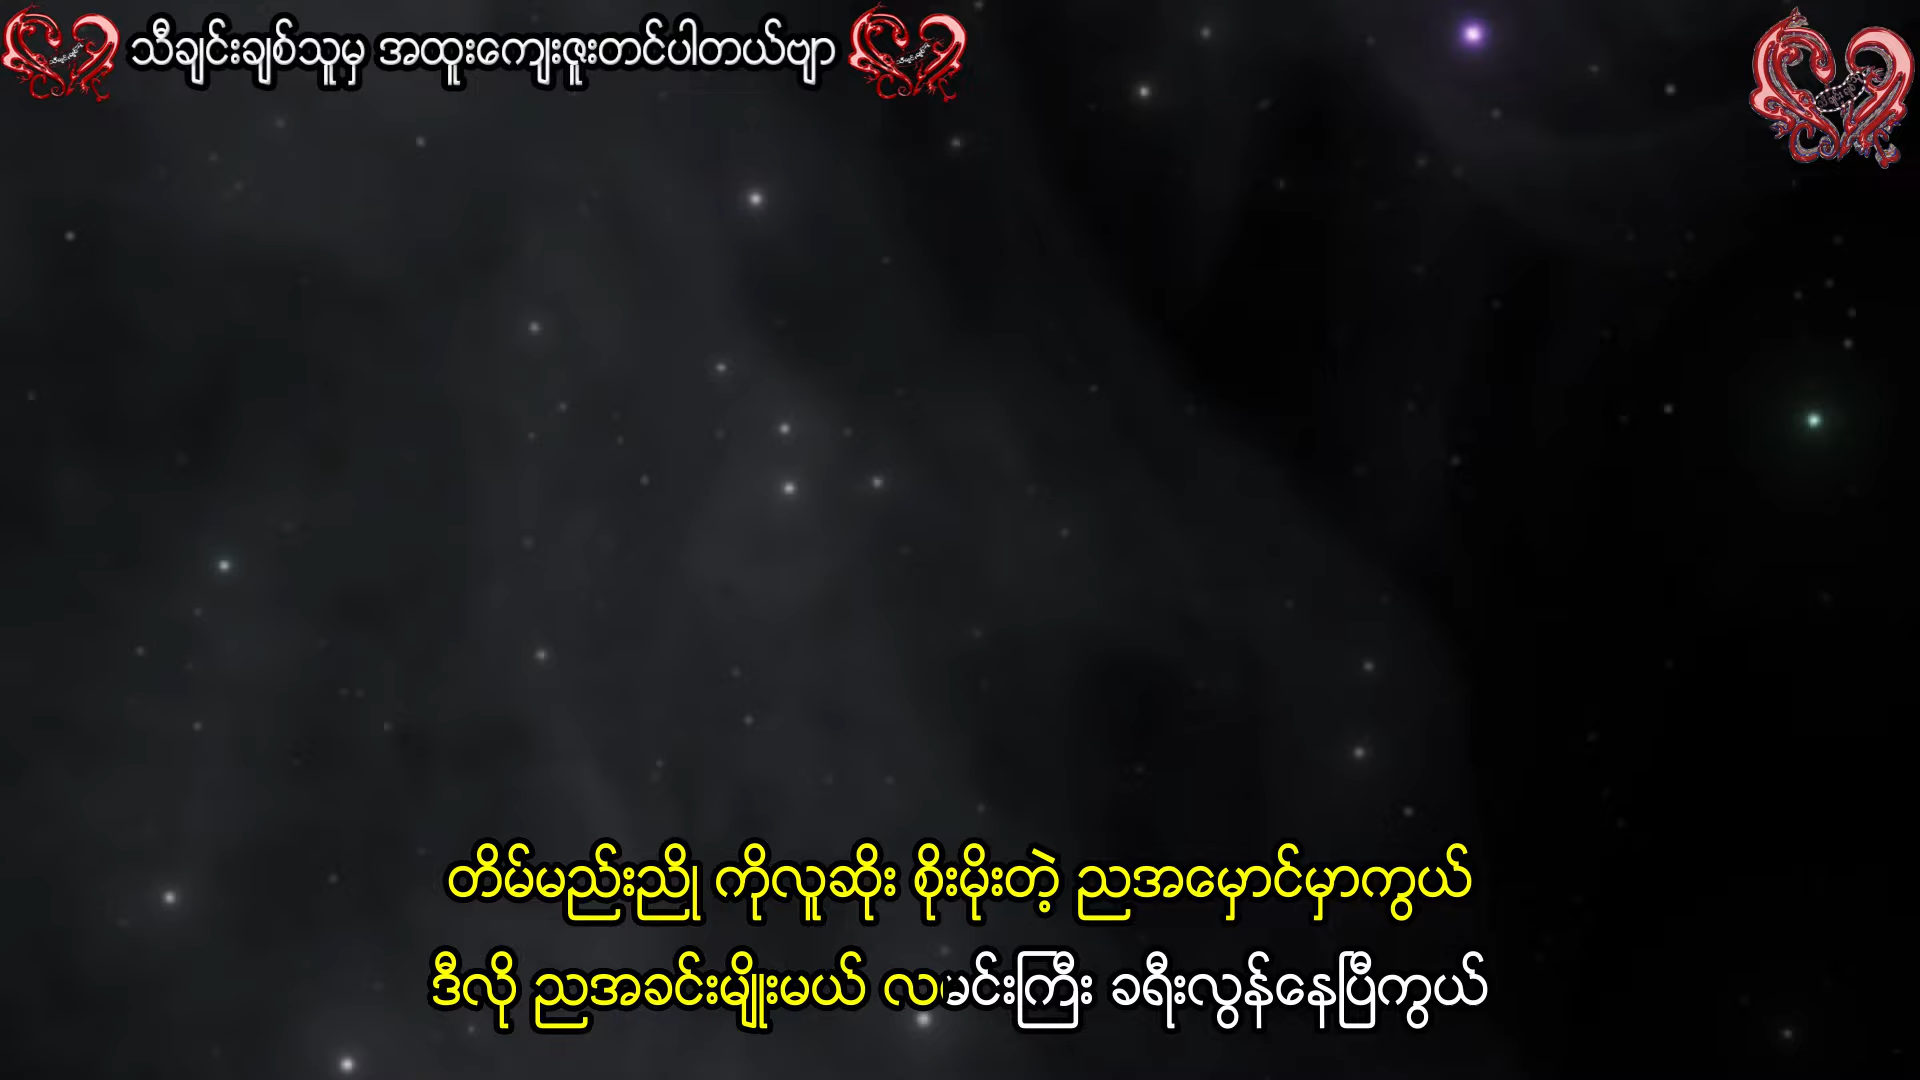 သီချင်းချစ်သူမှ အထူးကျေးဇူးတင်ပါတယ်ဗျာ
တိမ်မည်းညို ကိုလူဆိုး စိုးမိုးတဲ့ ညအမှောင်မှာကွယ်
ဒီလို ညအခင်းမျိုးမယ် လမင်းကြီး ခရီးလွန်နေပြီကွယ်